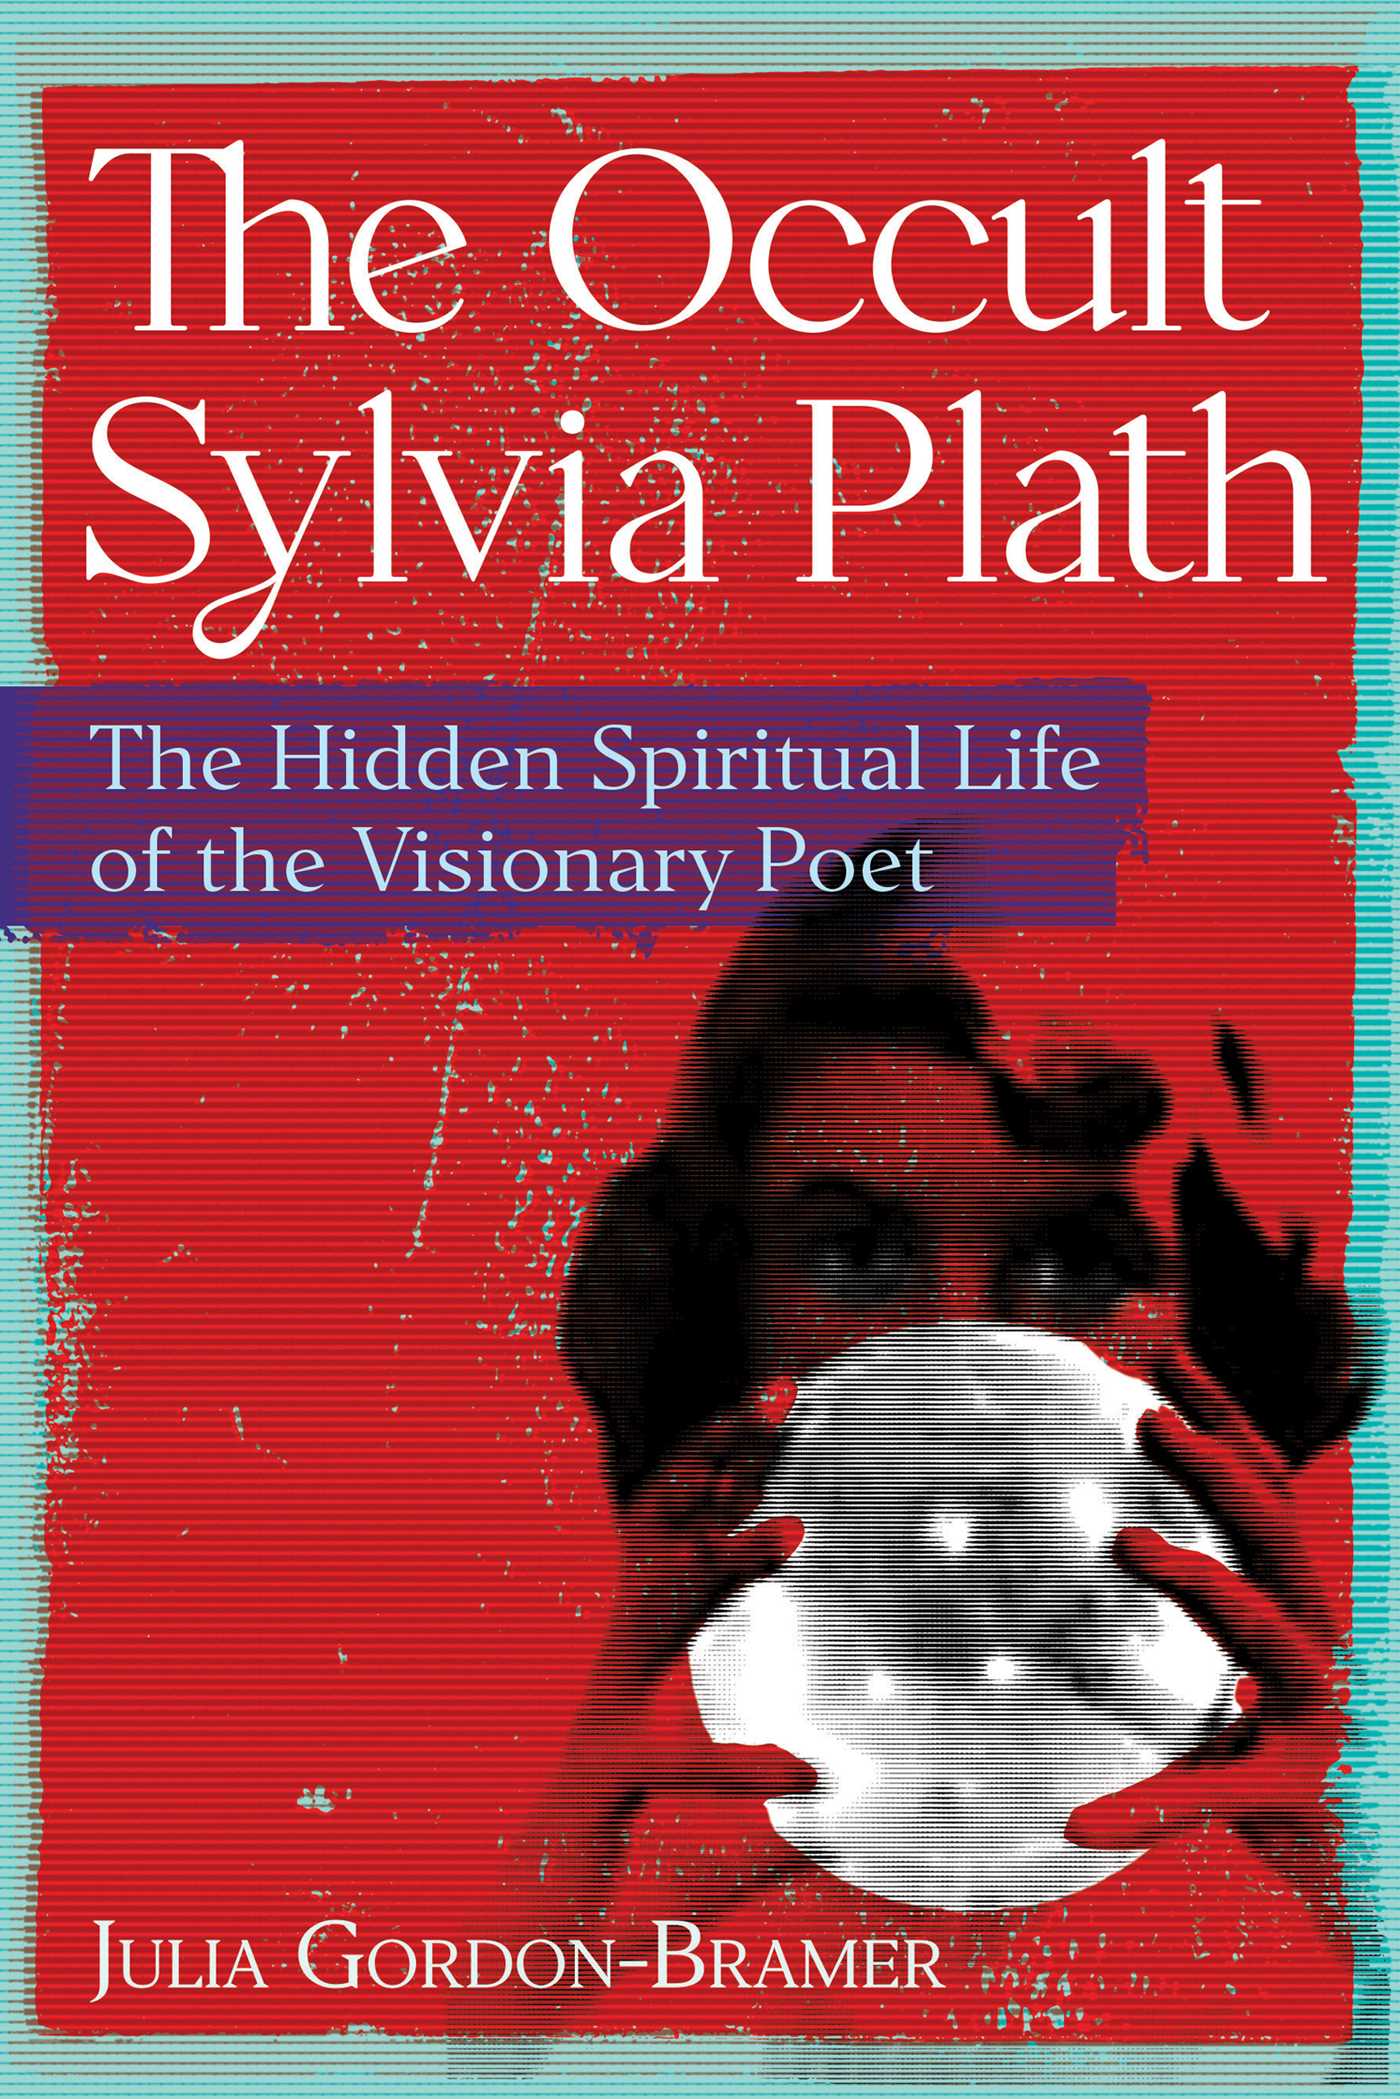 The Occult
Sylvia Plath
The Hidden Spiritual Life
of the Visionary Poet
Julia Gordon-Bramer